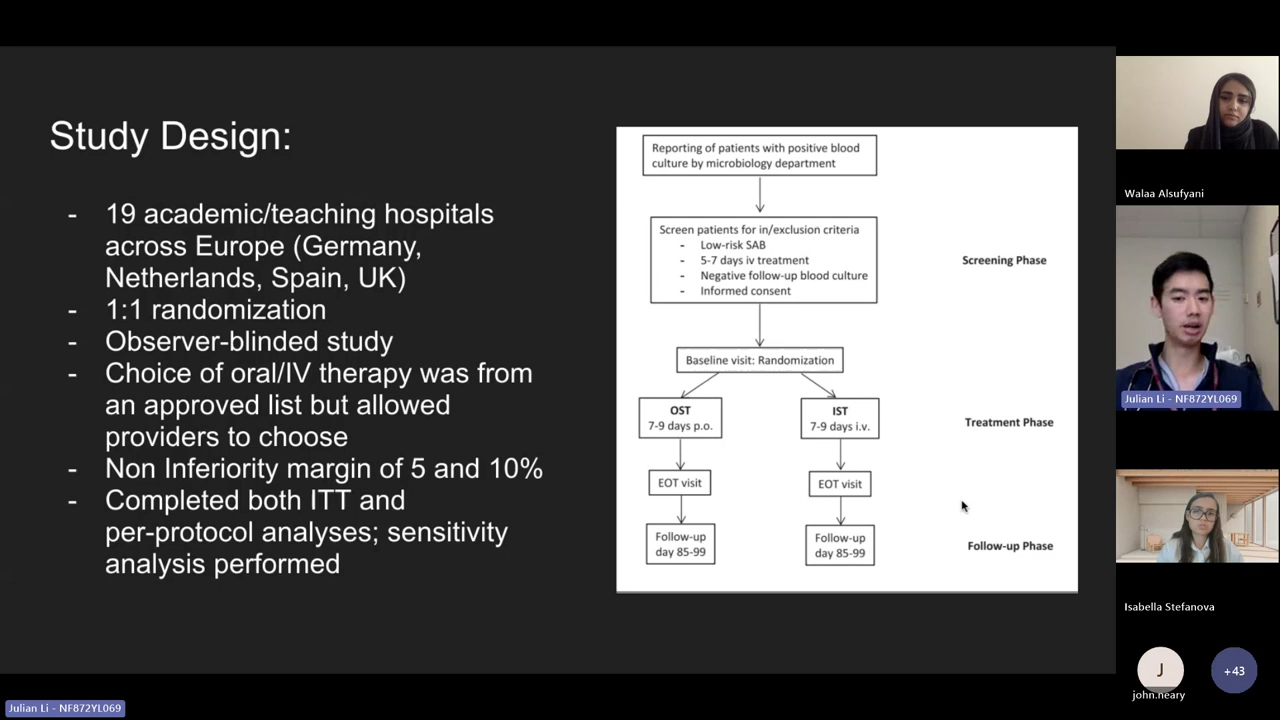 Study Design:
- 19 academic/teaching hospitals
across Europe (Germany,
Netherlands, Spain, UK)
- 1:1 randomization
- Observer-blinded study
- Choice of oral/IV therapy was from
an approved list but allowed
providers to choose
- Non Inferiority margin of 5 and 10%
- Completed both ITT and
per-protocol analyses; sensitivity
analysis performed
Reporting of patients with positive blood
culture by microbiology department
Screen patients for in/exclusion criteria
- Low-risk SAB
- 5-7 days iv treatment
- Negative follow-up blood culture
- Informed consent
Screening Phase
Baseline visit: Randomization
OST
7-9 days p.o.
IST
7-9 days i.v.
Treatment Phase
EOT visit
EOT visit
Follow-up
day 85-99
Follow-up
day 85-99
Follow-up Phase
Walaa Alsufyani
Julian Li - NF872YL069
Isabella Stefanova
J
john.neary
+43
Julian Li - NF872YL069